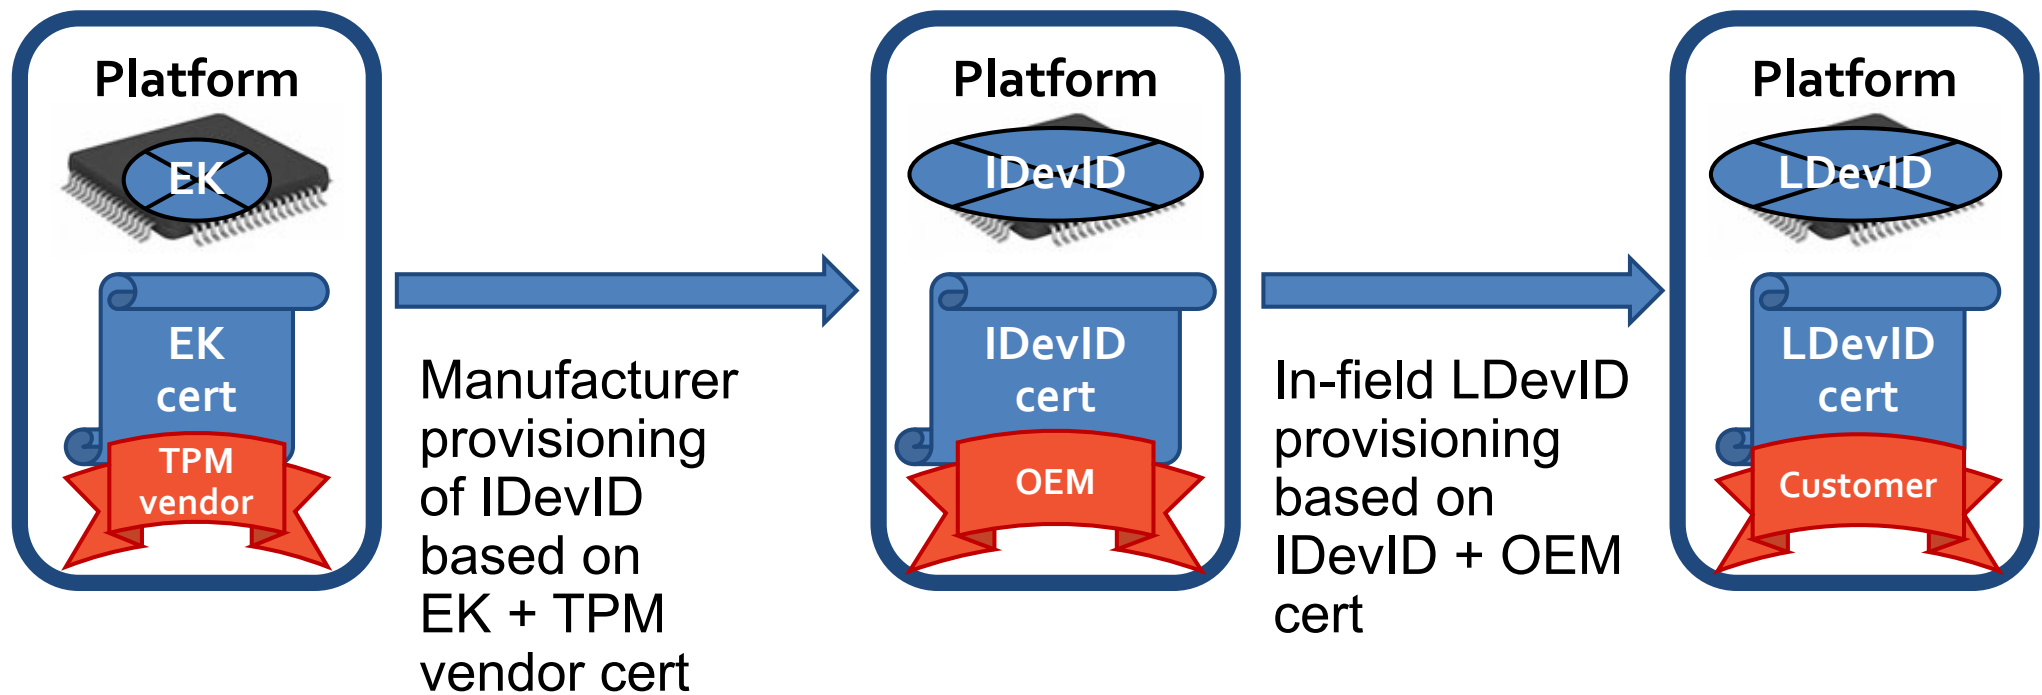 Platform
EK
EK
cert
TPM
vendor
Manufacturer
provisioning
of IDevID
based on
EK + TPM
vendor cert
Platform
IDevID
IDevID
cert
OEM
In-field LDevID
provisioning
based on
IDevID + OEM
cert
Platform
LDevID
LDevID
cert
Customer